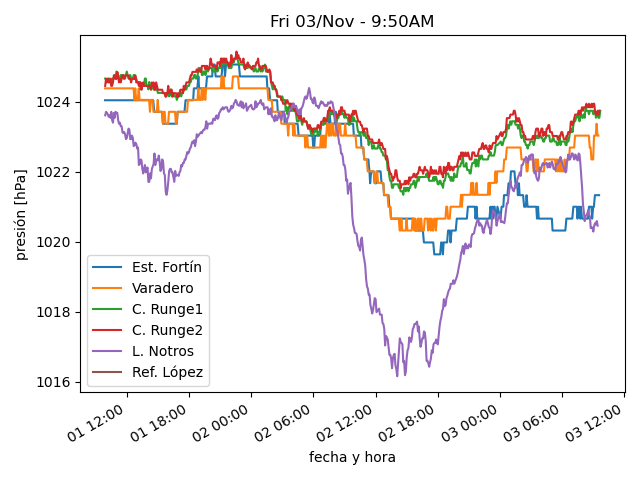 Fri 03/Nov - 9:50AM
presión [hPa]
1024
1022
1020
1018
1016
Est. Fortín
Varadero
C. Runge1
C. Runge2
L. Notros
Ref. López
01 12:00
01 18:00
02 00:00
02 06:00
02 12:00
02 18:00
03 00:00
03 06:00
03 12:00
fecha y hora